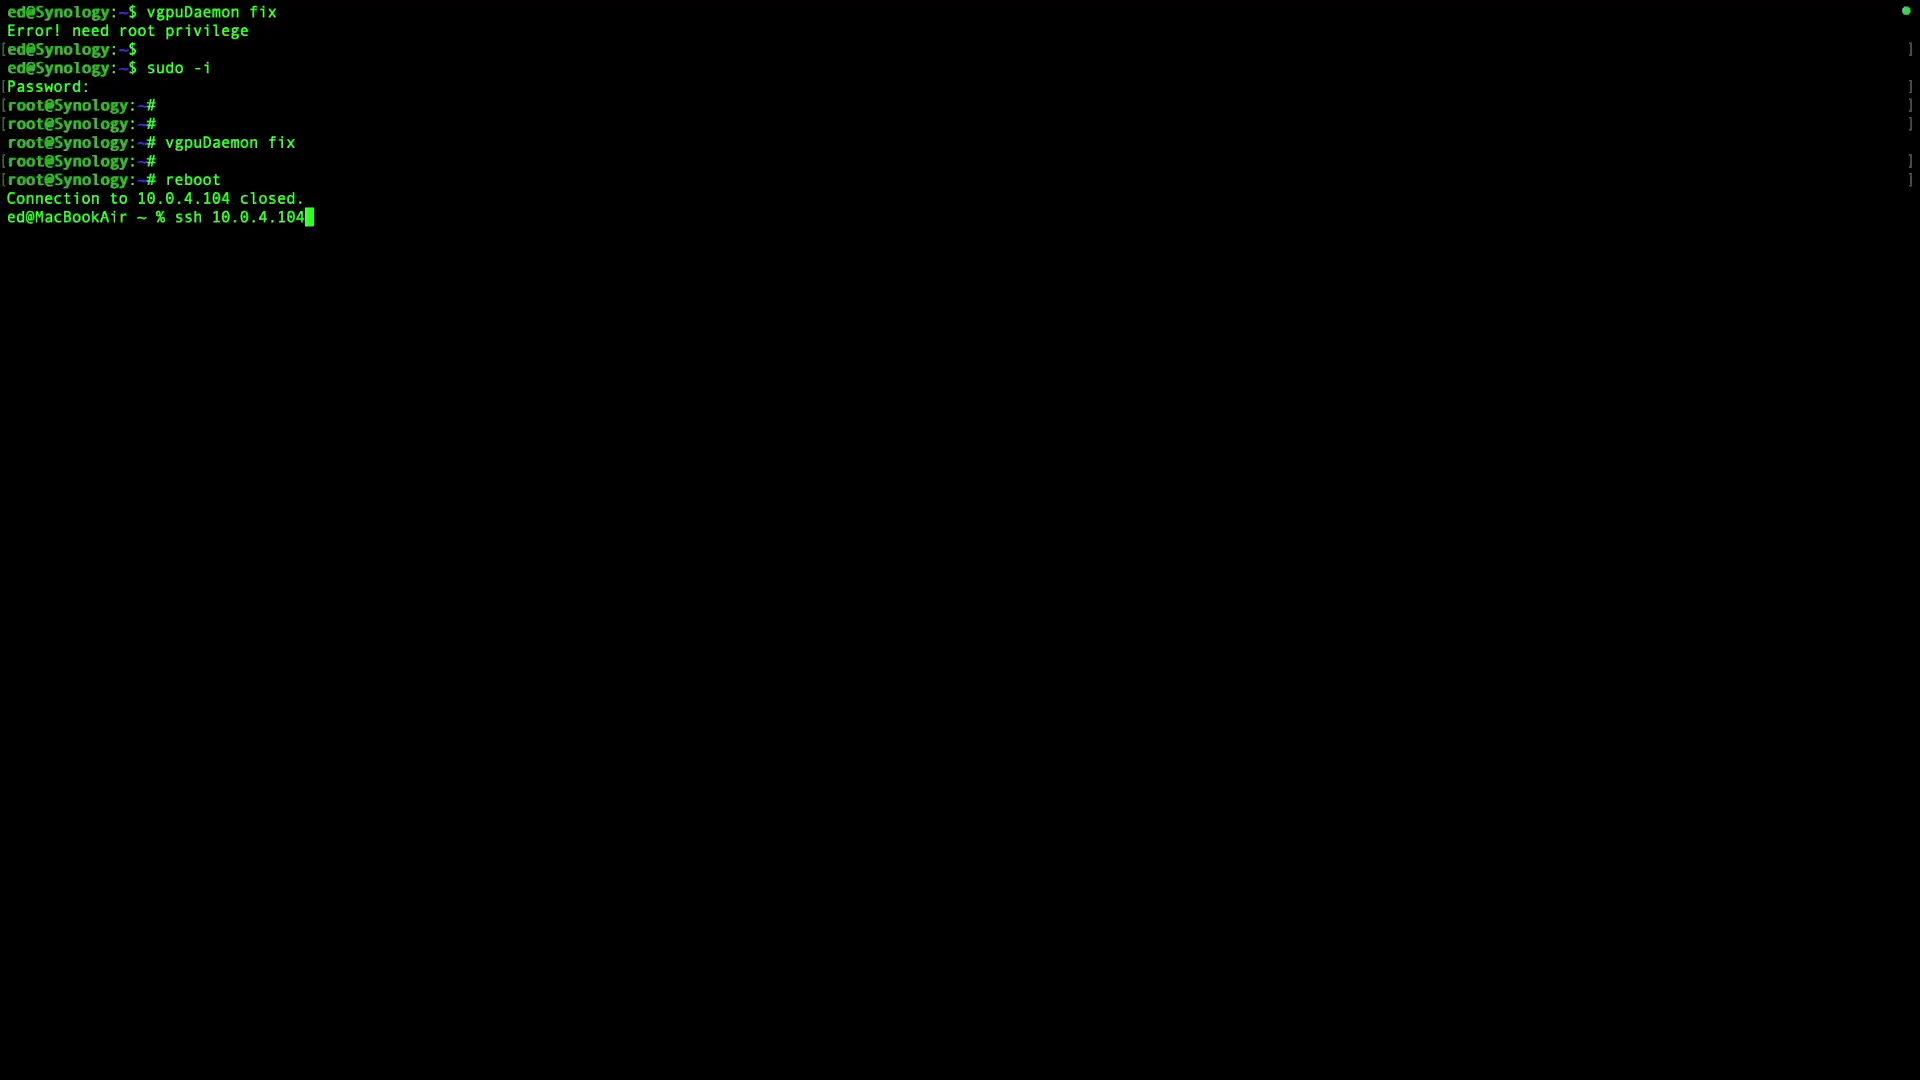 ed@Synology:~$ vgpuDaemon fix
Error! need root privilege
[ed@Synology:~$ ]
ed@Synology:~$ sudo -i
[Password: ]
[root@Synology:~# ]
[root@Synology:~# ]
root@Synology:~# vgpuDaemon fix
[root@Synology:~# ]
[root@Synology:~# reboot ]
Connection to 10.0.4.104 closed.
ed@MacBookAir ~ % ssh 10.0.4.104